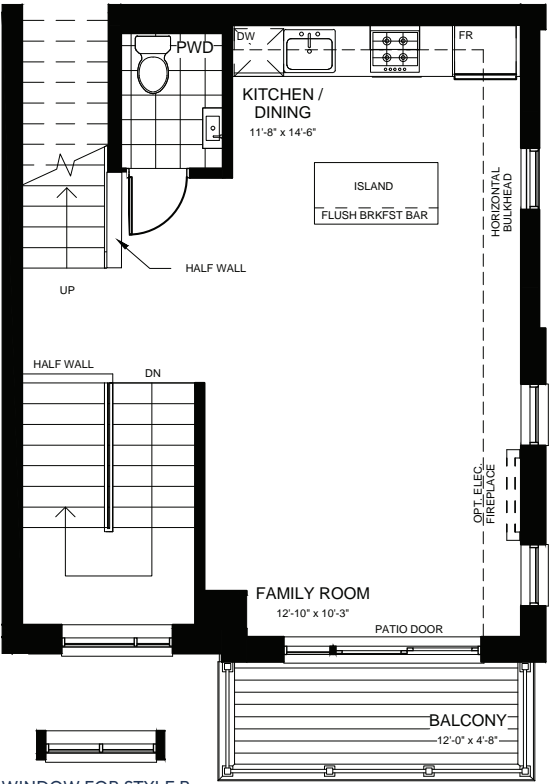 PWD
DW
FR
KITCHEN /
DINING
11'-8" x 14'-6"
ISLAND
FLUSH BRKFST BAR
HORIZONTAL
BULKHEAD
HALF WALL
UP
HALF WALL
DN
OPT. ELEC.
FIREPLACE
FAMILY ROOM
12'-10" x 10'-3"
PATIO DOOR
BALCONY
12'-0" x 4'-8"
WINDOW FOR STYLE B